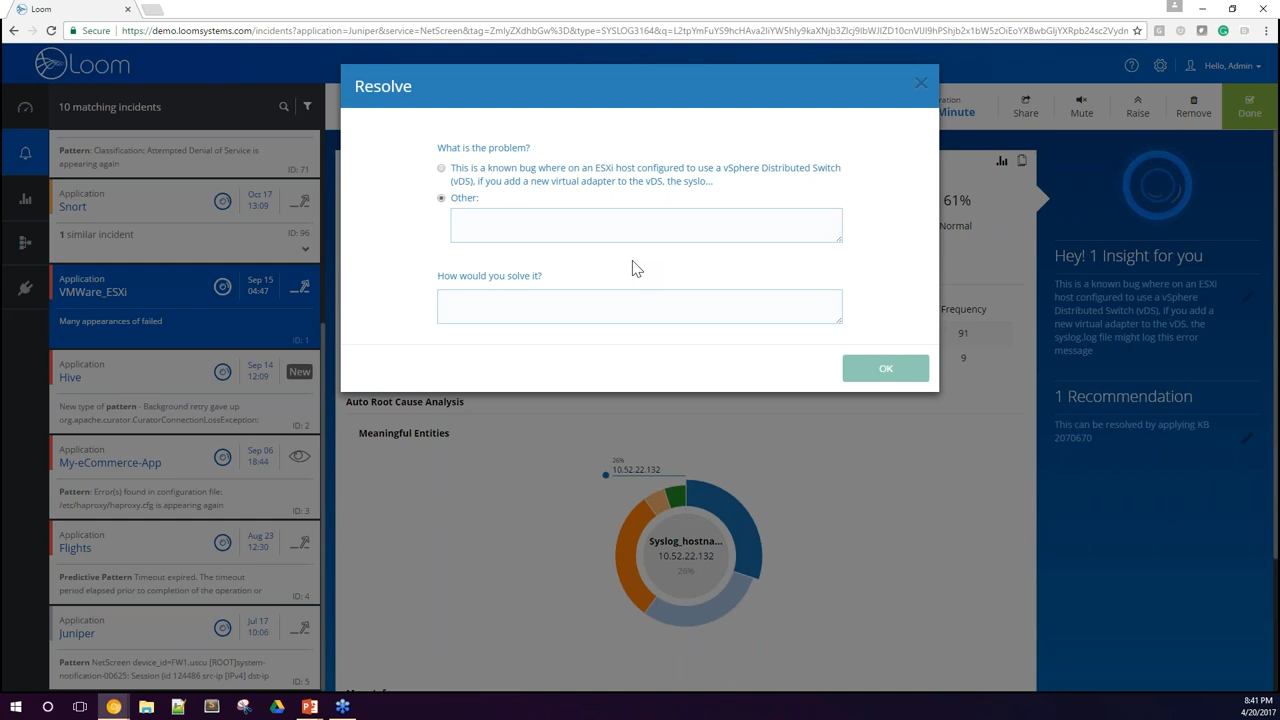 Loom
Secure
https://demo.loomsystems.com/incidents?application=Juniper&service=NetScreen&tag=
Loom
Hello, Admin
10 matching incidents
Minute
Share
Mute
Raise
Remove
Done
Pattern: Classification: Attempted Denial of Service is
appearing again
ID: 71
Application
Snort
Oct 17
13:09
1 similar incident
ID: 96
Application
VMWare_ESXi
Sep 15
04:47
Many appearances of failed
ID: 1
Application
Hive
Sep 14
12:09
New
New type of pattern - Background retry gave up
org.apache.curator.CuratorConnectionLossException:
ID: 2
Application
My-eCommerce-App
Sep 06
18:44
Pattern: Error(s) found in configuration file:
/etc/haproxy/haproxy.cfg is appearing again
ID: 3
Application
Flights
Aug 23
12:30
Predictive Pattern Timeout expired. The timeout
period elapsed prior to completion of the operation or
ID: 4
Application
Juniper
Jul 17
10:06
Pattern NetScreen device_id=FW1.uscu [ROOT]system-
notification-00625: Session (id 124486 src-ip [IPv4] dst-ip
ID: 5
Resolve
What is the problem?
This is a known bug where on an ESXi host configured to use a vSphere Distributed Switch
(vDS), if you add a new virtual adapter to the vDS, the syslo...
Other:
How would you solve it?
OK
61%
Normal
Frequency
91
9
Auto Root Cause Analysis
Meaningful Entities
26%
10.52.22.132
Syslog_hostna...
10.52.22.132
26%
Hey! 1 Insight for you
This is a known bug where on an ESXi
host configured to use a vSphere
Distributed Switch (vDS), if you add a
new virtual adapter to the vDS, the
syslog.log file might log this error
message
1 Recommendation
This can be resolved by applying KB
2070670
8:41 PM
4/20/2017